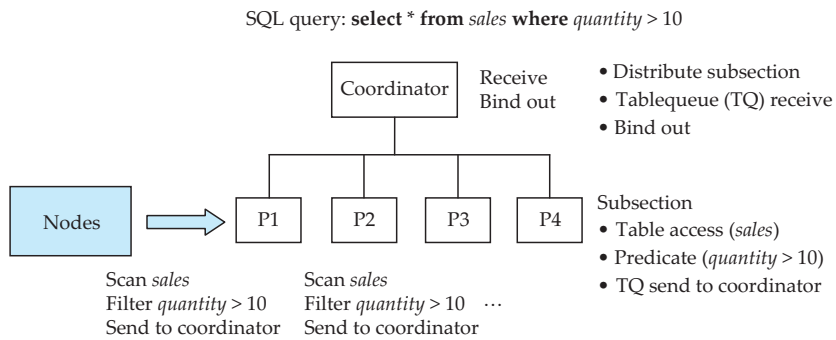 SQL query: select * from sales where quantity > 10
Coordinator
Receive
Bind out
• Distribute subsection
• Tablequeue (TQ) receive
• Bind out
Nodes
P1
P2
P3
P4
Subsection
• Table access (sales)
• Predicate (quantity > 10)
• TQ send to coordinator
Scan sales
Filter quantity > 10
Send to coordinator
Scan sales
Filter quantity > 10 ...
Send to coordinator